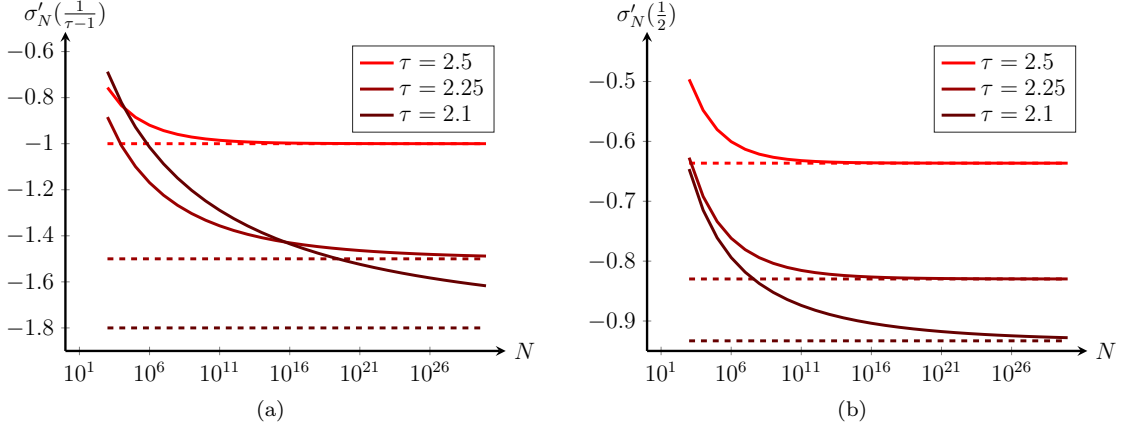 σ′_N(1/(τ−1))
−0.6
−0.8
−1
−1.2
−1.4
−1.6
−1.8
10^1 10^6 10^11 10^16 10^21 10^26 N
τ = 2.5
τ = 2.25
τ = 2.1
(a)
σ′_N(1/2)
−0.5
−0.6
−0.7
−0.8
−0.9
10^1 10^6 10^11 10^16 10^21 10^26 N
τ = 2.5
τ = 2.25
τ = 2.1
(b)